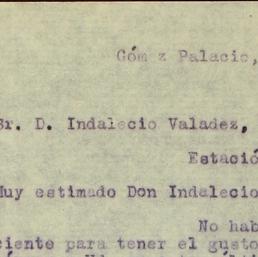 Góm z Palacio,
Sr. D. Indalecio Valadez,
Estació
Muy estimado Don Indalecio
No hab
ciente para tener el gusto